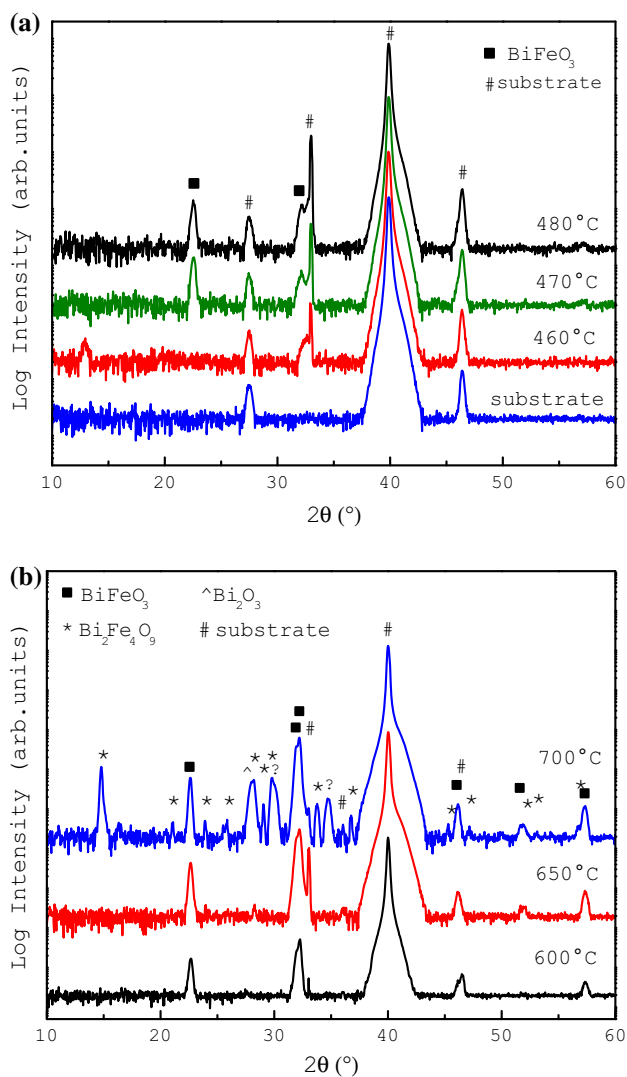 (a)
#
■ BiFeO3
# substrate
#
■
#
■
#
480°C
470°C
460°C
substrate
Log Intensity (arb.units)
10 20 30 40 50 60
2θ (°)
(b)
■ BiFeO3 ^Bi2O3
* Bi2Fe4O9 # substrate
#
■
■ #
* ■ * * * ^ * * * ? * ? # *
700°C
■ # * * ■ * * * ■
650°C
600°C
Log Intensity (arb.units)
10 20 30 40 50 60
2θ (°)